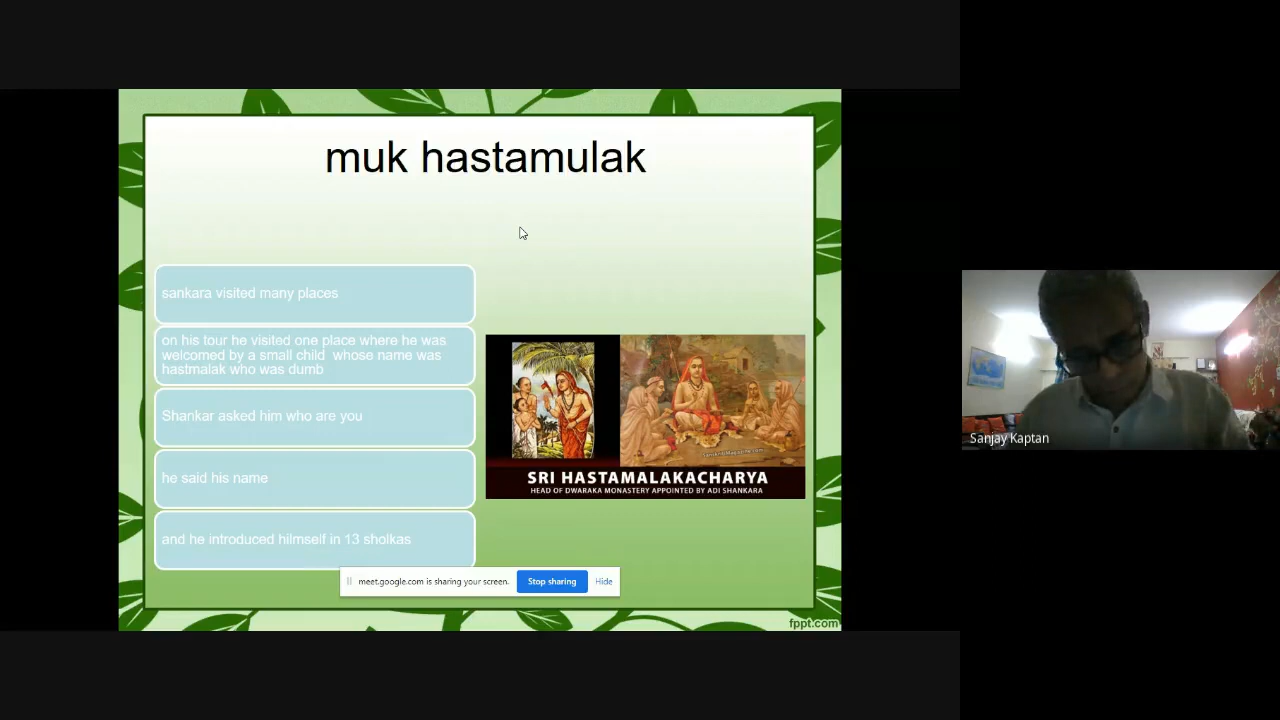 muk hastamulak
sankara visited many places
on his tour he visited one place where he was
welcomed by a small child whose name was
hastmalak who was dumb
Shankar asked him who are you
he said his name
and he introduced hilmself in 13 sholkas
SRI HASTAMALAKACHARYA
HEAD OF DWARAKA MONASTERY APPOINTED BY ADI SHANKARA
meet.google.com is sharing your screen.
Stop sharing
Hide
fppt.com
Sanjay Kaptan